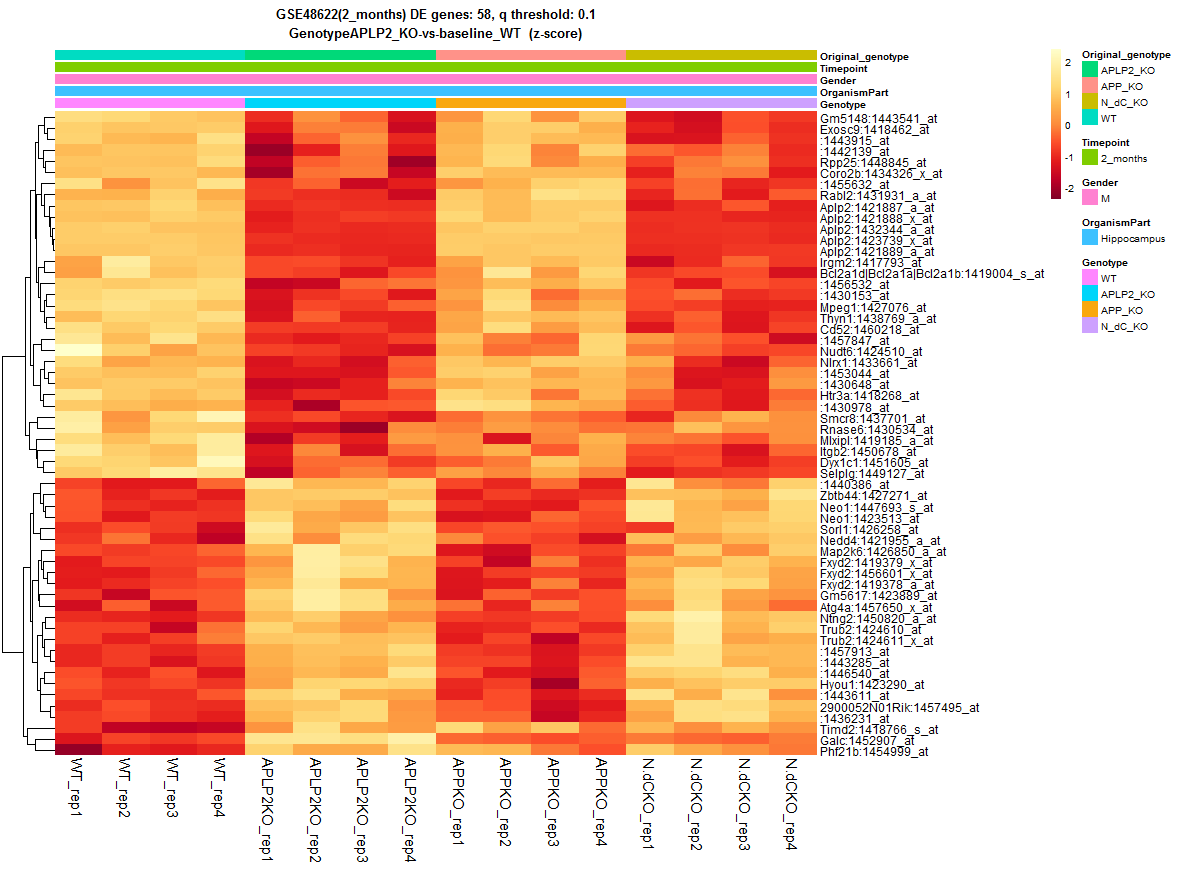 GSE48622(2_months) DE genes: 58, q threshold: 0.1
GenotypeAPLP2_KO-vs-baseline_WT (z-score)
Original_genotype
Timepoint
Gender
OrganismPart
Genotype
Gm5148:1443541_at
Exosc9:1418462_at
:1443915_at
:1442139_at
Rpp25:1448845_at
Coro2b:1434326_x_at
:1455632_at
Rabl2:1431931_a_at
Aplp2:1421887_a_at
Aplp2:1421888_x_at
Aplp2:1432344_a_at
Aplp2:1423739_x_at
Aplp2:1421889_a_at
Irgm2:1417793_at
Bcl2a1d|Bcl2a1a|Bcl2a1b:1419004_s_at
:1456532_at
:1430153_at
Mpeg1:1427076_at
Thyn1:1438769_a_at
Cd52:1460218_at
:1457847_at
Nudt6:1424510_at
Nlrx1:1433661_at
:1453044_at
:1430648_at
Htr3a:1418268_at
:1430978_at
Smcr8:1437701_at
Rnase6:1430534_at
Mlxipl:1419185_a_at
Itgb2:1450678_at
Dyx1c1:1451605_at
Selplg:1449127_at
:1440386_at
Zbtb44:1427271_at
Neo1:1447693_s_at
Neo1:1423513_at
Sorl1:1426258_at
Nedd4:1421955_a_at
Map2k6:1426850_a_at
Fxyd2:1419379_x_at
Fxyd2:1456601_x_at
Fxyd2:1419378_a_at
Gm5617:1423889_at
Atg4a:1457650_x_at
Ntng2:1450820_a_at
Trub2:1424610_at
Trub2:1424611_x_at
:1457913_at
:1443285_at
:1446540_at
Hyou1:1423290_at
:1443611_at
2900052N01Rik:1457495_at
:1436231_at
Timd2:1418766_s_at
Galc:1452907_at
Phf21b:1454999_at
WT_rep1
WT_rep2
WT_rep3
WT_rep4
APLP2KO_rep1
APLP2KO_rep2
APLP2KO_rep3
APLP2KO_rep4
APPKO_rep1
APPKO_rep2
APPKO_rep3
APPKO_rep4
N.dCKO_rep1
N.dCKO_rep2
N.dCKO_rep3
N.dCKO_rep4
2
1
0
-1
-2
Original_genotype
APLP2_KO
APP_KO
N_dC_KO
WT
Timepoint
2_months
Gender
M
OrganismPart
Hippocampus
Genotype
WT
APLP2_KO
APP_KO
N_dC_KO